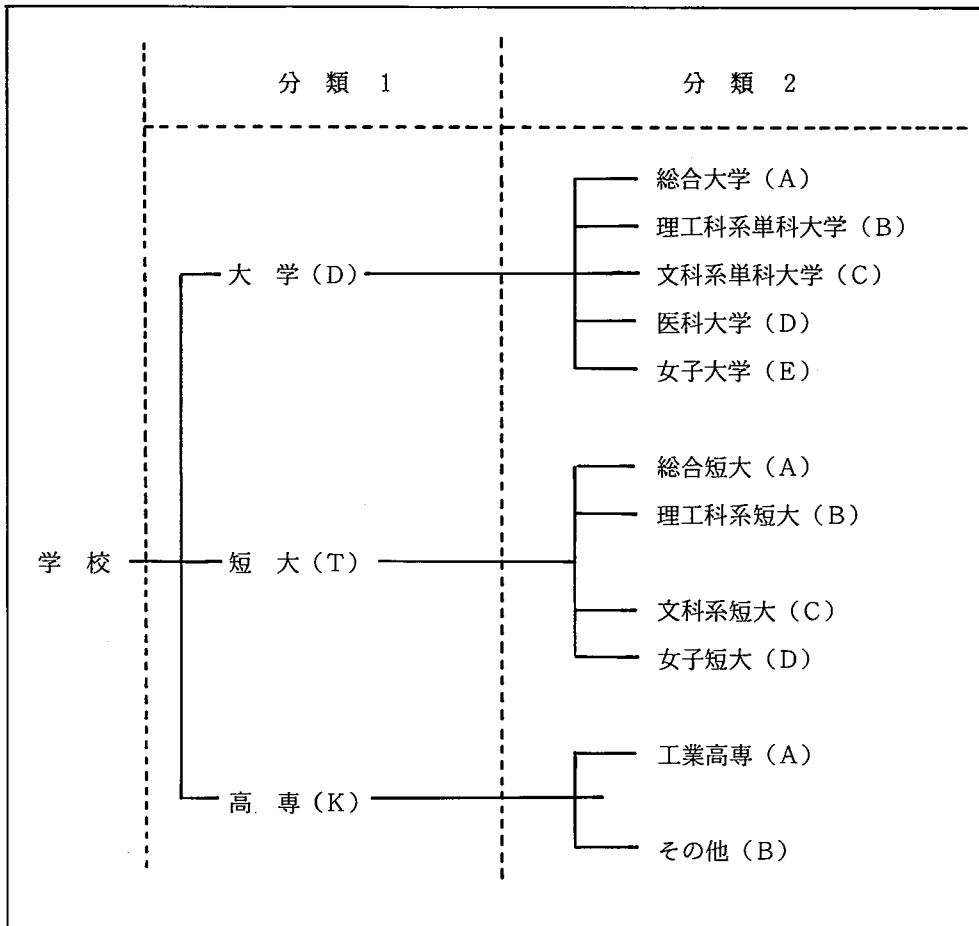 分類 1
分類 2
総合大学(A)
理工科系単科大学(B)
大学(D)
文科系単科大学(C)
医科大学(D)
女子大学(E)
総合短大(A)
理工科系短大(B)
学校
短大(T)
文科系短大(C)
女子短大(D)
工業高専(A)
高専(K)
その他(B)